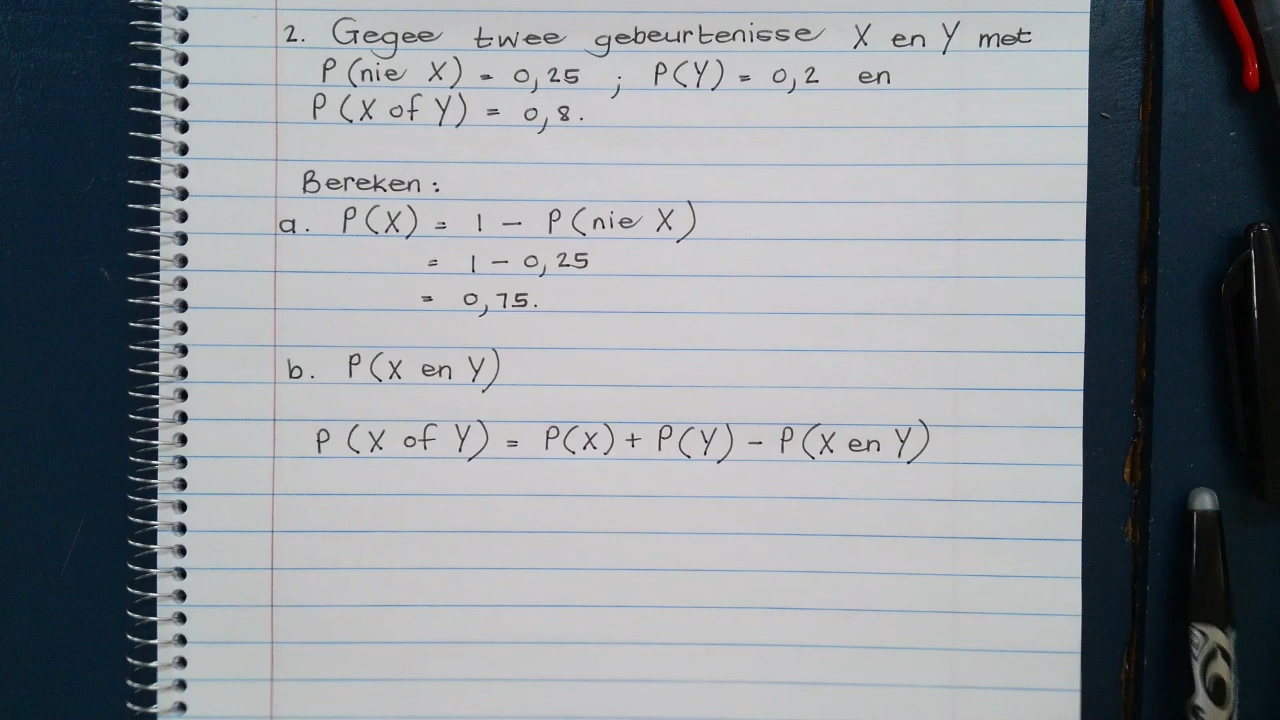 2. Gegee twee gebeurtenisse X en Y met
P(nie X) = 0,25 ; P(Y) = 0,2 en
P(X of Y) = 0,8.
Bereken:
a. P(X) = 1 - P(nie X)
= 1 - 0,25
= 0,75.
b. P(X en Y)
P(X of Y) = P(X) + P(Y) - P(X en Y)